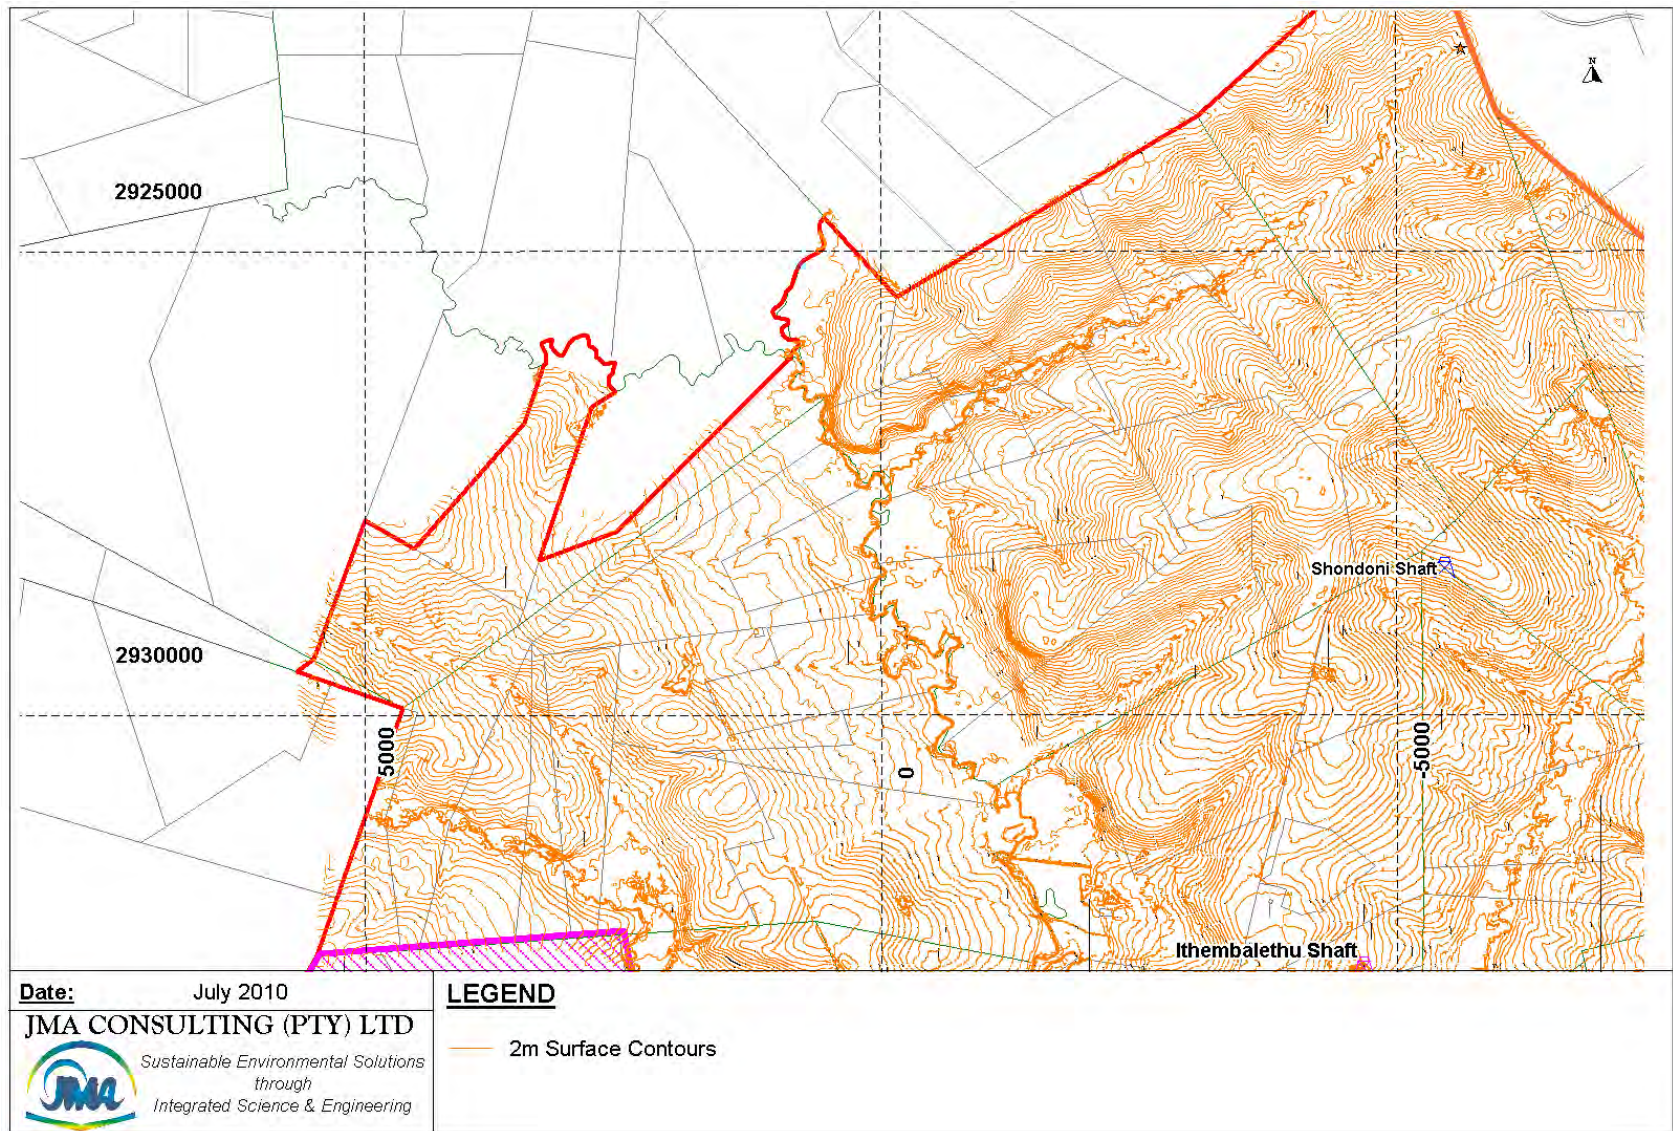 N
2925000
Shondoni Shaft
2930000
5000
0
-5000
Ithembalethu Shaft
Date: July 2010
JMA CONSULTING (PTY) LTD
JMA
Sustainable Environmental Solutions
through
Integrated Science & Engineering
LEGEND
2m Surface Contours